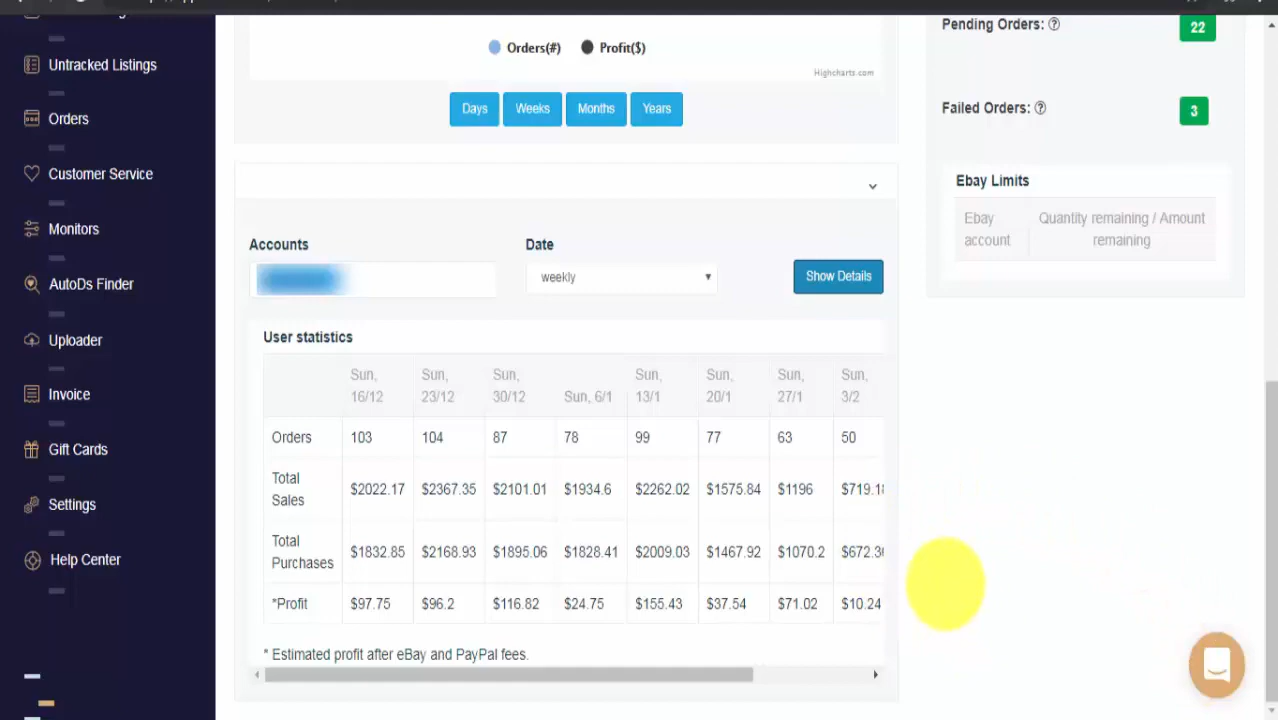 Untracked Listings
Orders
Customer Service
Monitors
AutoDs Finder
Uploader
Invoice
Gift Cards
Settings
Help Center
Orders(#) Profit($)
Highcharts.com
Days Weeks Months Years
Accounts Date
weekly Show Details
User statistics
Sun, Sun, Sun, Sun, Sun, Sun, Sun,
16/12 23/12 30/12 Sun, 6/1 13/1 20/1 27/1 3/2
Orders 103 104 87 78 99 77 63 50
Total
Sales $2022.17 $2367.35 $2101.01 $1934.6 $2262.02 $1575.84 $1196
Total
Purchases $1832.85 $2168.93 $1895.06 $1828.41 $2009.03 $1467.92 $1070.2
*Profit $97.75 $96.2 $116.82 $24.75 $155.43 $37.54 $71.02 $10.24
* Estimated profit after eBay and PayPal fees.
Pending Orders: 22
Failed Orders: 3
Ebay Limits
Ebay Quantity remaining / Amount
account remaining